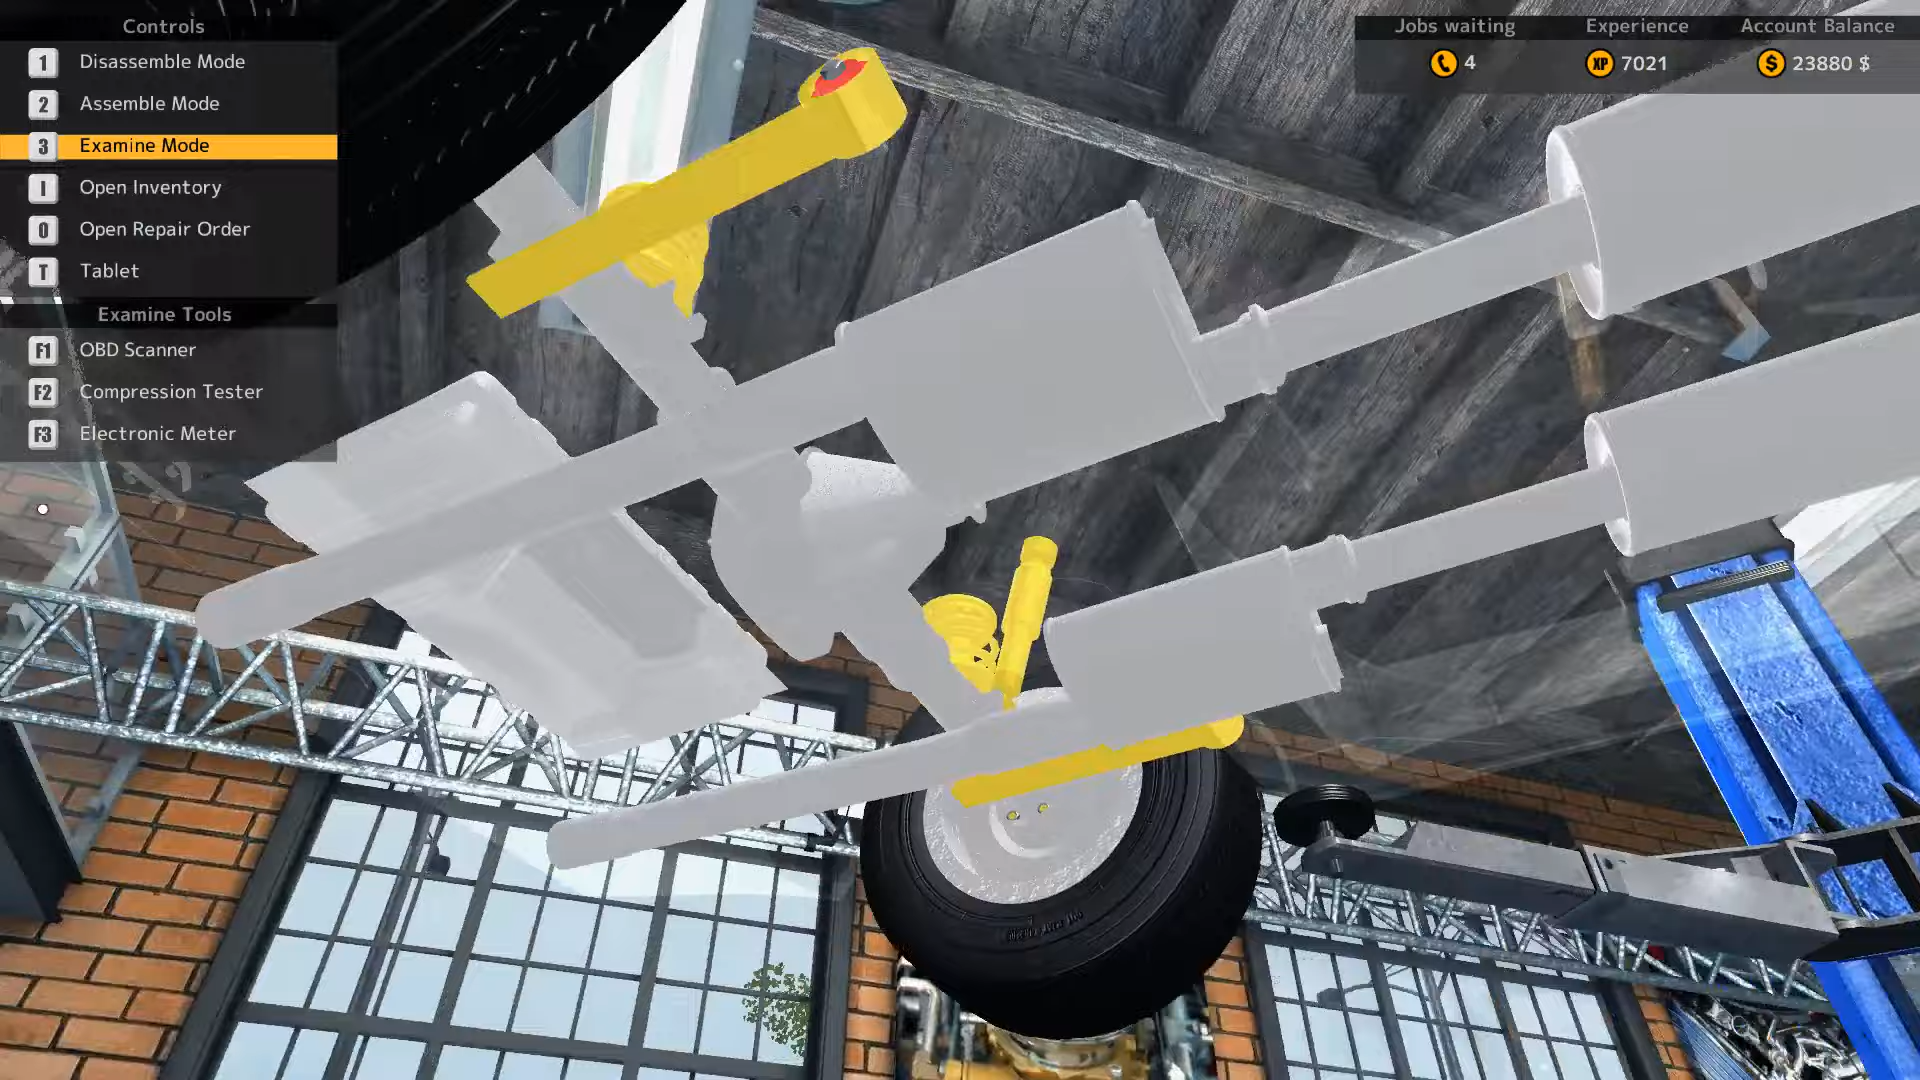 Controls
1 Disassemble Mode
2 Assemble Mode
3 Examine Mode
I Open Inventory
O Open Repair Order
T Tablet
Examine Tools
F1 OBD Scanner
F2 Compression Tester
F3 Electronic Meter
Jobs waiting Experience Account Balance
4 XP 7021 $ 23880 $